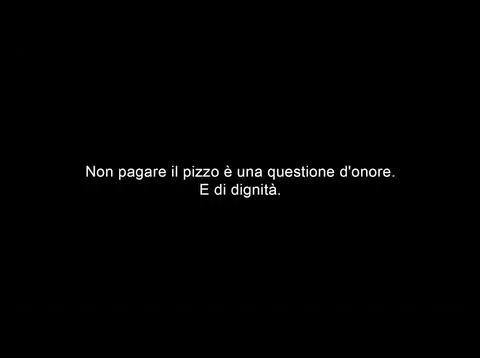 Non pagare il pizzo è una questione d'onore.
E di dignità.